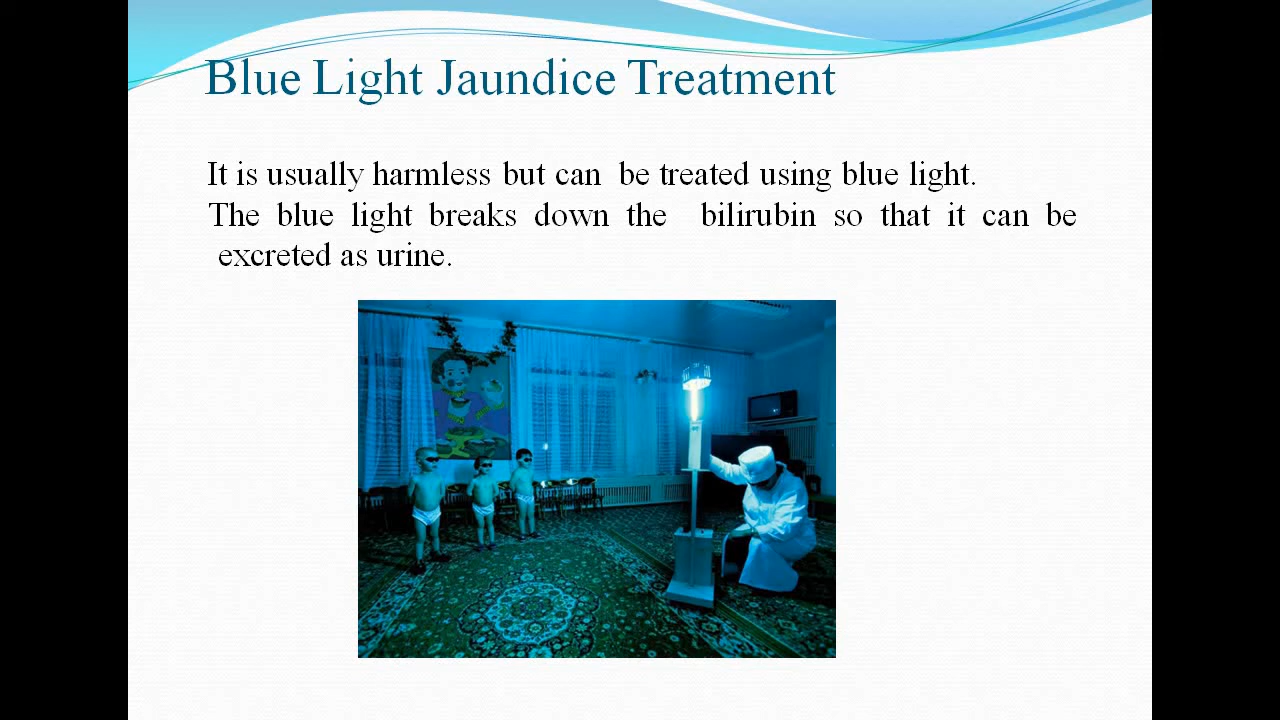 Blue Light Jaundice Treatment
It is usually harmless but can be treated using blue light.
The blue light breaks down the bilirubin so that it can be
excreted as urine.